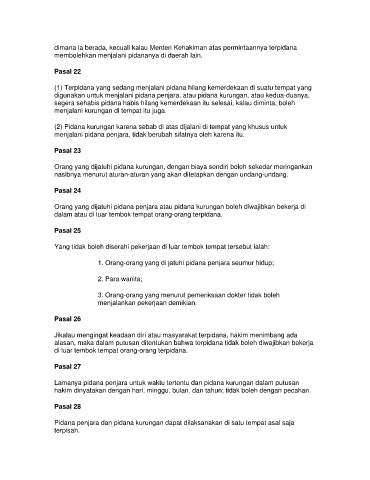 dimana ia berada, kecuali kalau Menteri Kehakiman atas permintaannya terpidana
membolehkan menjalani pidananya di daerah lain.
Pasal 22
(1) Terpidana yang sedang menjalani pidana hilang kemerdekaan di suatu tempat yang
digunakan untuk menjalani pidana penjara, atau pidana kurungan, atau kedua-duanya,
segera sehabis pidana habis hilang kemerdekaan itu selesai, kalau diminta, boleh
menjalani kurungan di tempat itu juga.
(2) Pidana kurungan karena sebab di atas dijalani di tempat yang khusus untuk
menjalani pidana penjara, tidak berubah sifatnya oleh karena itu.
Pasal 23
Orang yang dijatuhi pidana kurungan, dengan biaya sendiri boleh sekedar meringankan
nasibnya menurut aturan-aturan yang akan ditetapkan dengan undang-undang.
Pasal 24
Orang yang dijatuhi pidana penjara atau pidana kurungan boleh diwajibkan bekerja di
dalam atau di luar tembok tempat orang-orang terpidana.
Pasal 25
Yang tidak boleh diserahi pekerjaan di luar tembok tempat tersebut ialah:
1. Orang-orang yang di jatuhi pidana penjara seumur hidup;
2. Para wanita;
3. Orang-orang yang menurut pemeriksaan dokter tidak boleh
menjalankan pekerjaan demikian.
Pasal 26
Jikalau mengingat keadaan diri atau masyarakat terpidana, hakim menimbang ada
alasan, maka dalam putusan ditentukan bahwa terpidana tidak boleh diwajibkan bekerja
di luar tembok tempat orang-orang terpidana.
Pasal 27
Lamanya pidana penjara untuk waktu tertentu dan pidana kurungan dalam putusan
hakim dinyatakan dengan hari, minggu, bulan, dan tahun; tidak boleh dengan pecahan.
Pasal 28
Pidana penjara dan pidana kurungan dapat dilaksanakan di satu tempat asal saja
terpisah.